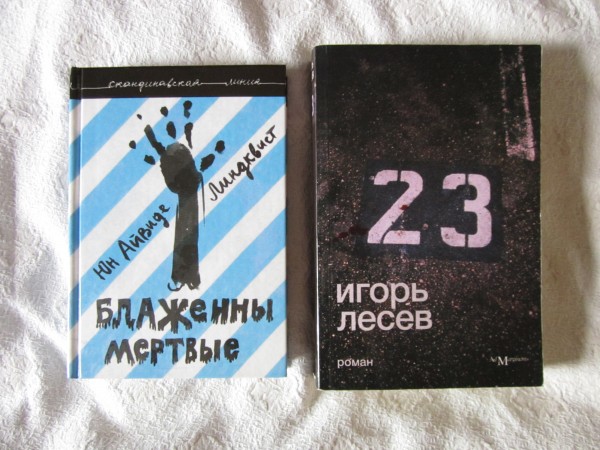 скандинавская линия
Юн Айвиде
Линдквист
БЛАЖЕННЫ
МЕРТВЫЕ
23
игорь
лесев
роман